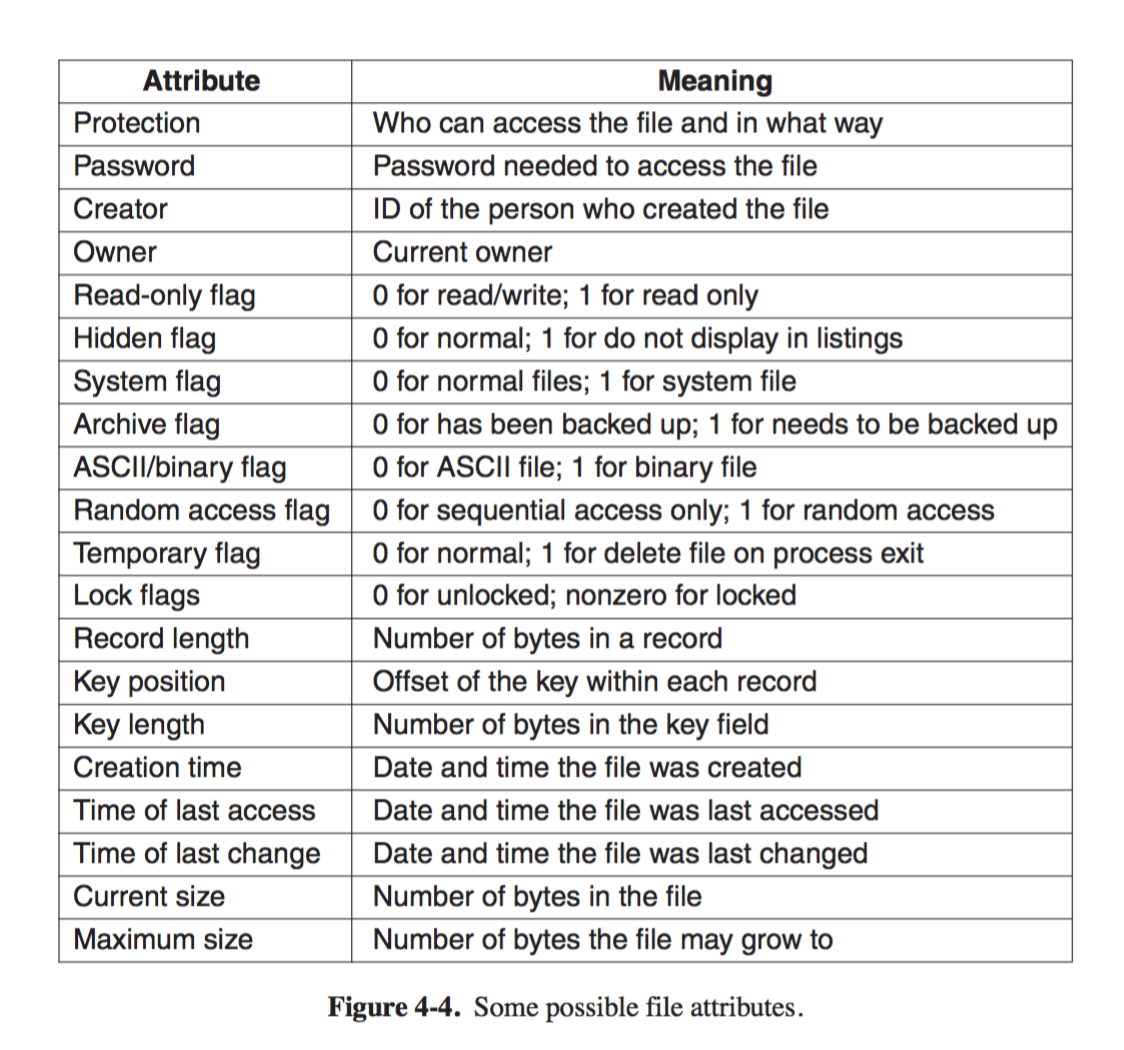 Attribute Meaning
Protection Who can access the file and in what way
Password Password needed to access the file
Creator ID of the person who created the file
Owner Current owner
Read-only flag 0 for read/write; 1 for read only
Hidden flag 0 for normal; 1 for do not display in listings
System flag 0 for normal files; 1 for system file
Archive flag 0 for has been backed up; 1 for needs to be backed up
ASCII/binary flag 0 for ASCII file; 1 for binary file
Random access flag 0 for sequential access only; 1 for random access
Temporary flag 0 for normal; 1 for delete file on process exit
Lock flags 0 for unlocked; nonzero for locked
Record length Number of bytes in a record
Key position Offset of the key within each record
Key length Number of bytes in the key field
Creation time Date and time the file was created
Time of last access Date and time the file was last accessed
Time of last change Date and time the file was last changed
Current size Number of bytes in the file
Maximum size Number of bytes the file may grow to
Figure 4-4. Some possible file attributes.